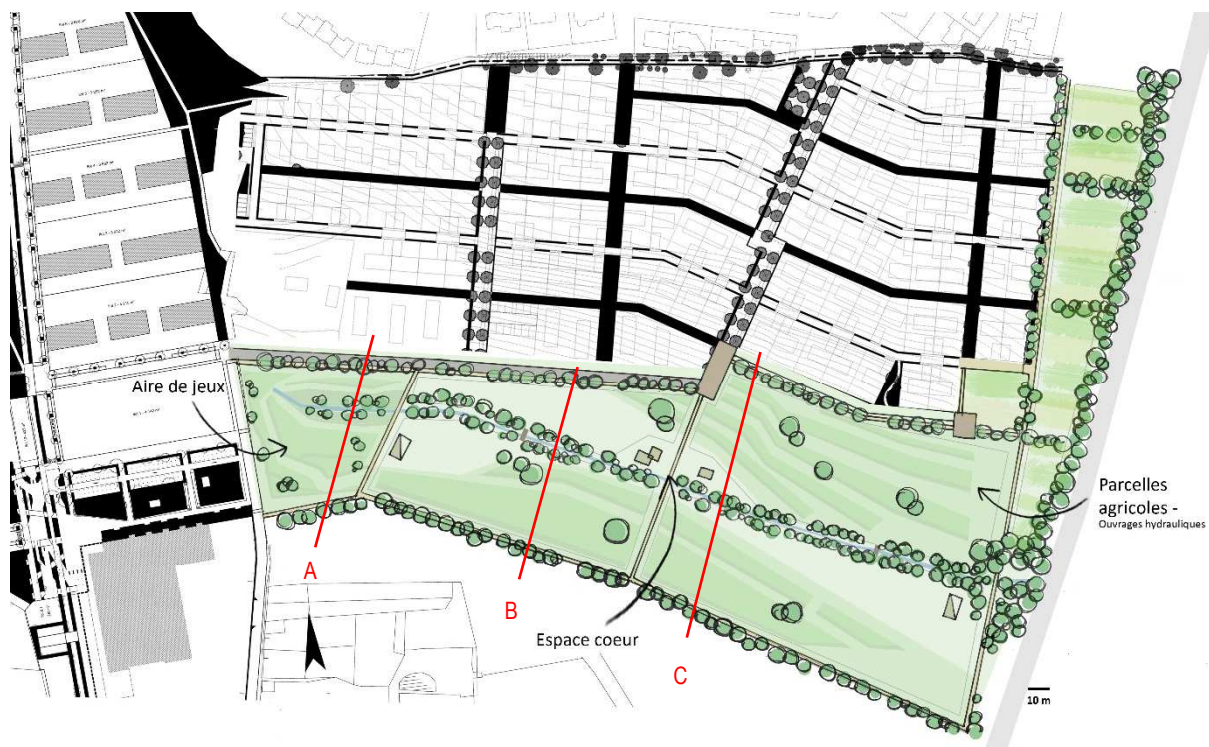 Aire de jeux
Parcelles
agricoles -
Ouvrages hydrauliques
Espace coeur
A
B
C
10 m